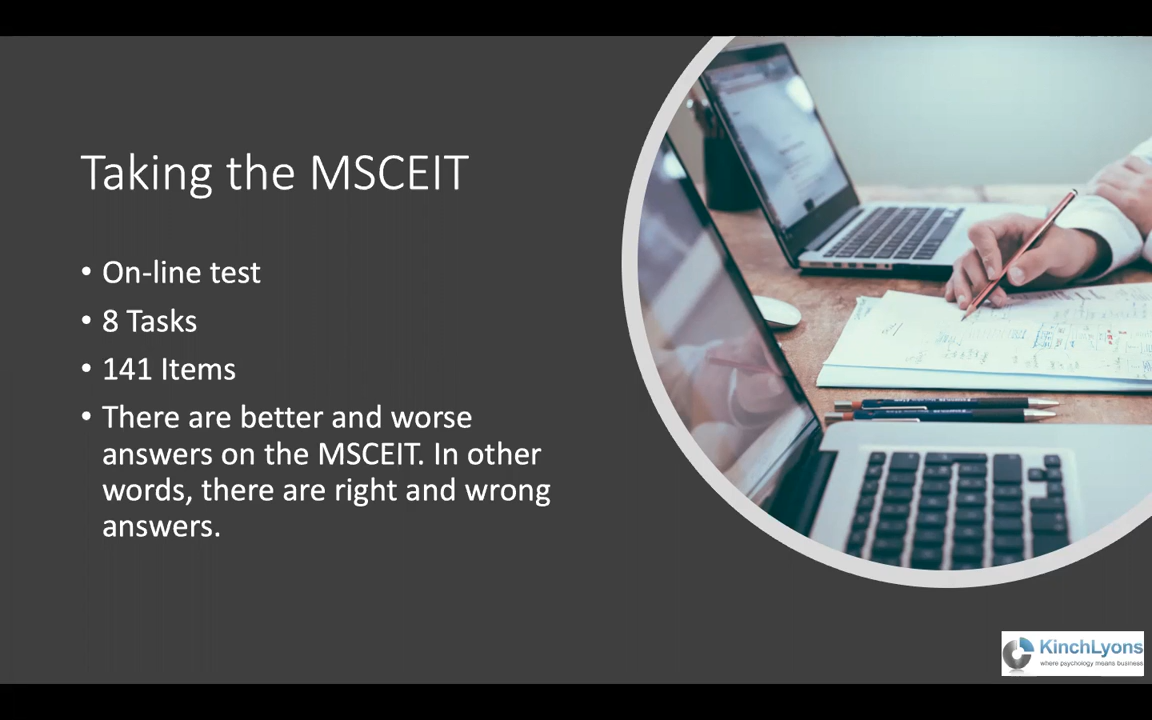 Taking the MSCEIT
• On-line test
• 8 Tasks
• 141 Items
• There are better and worse
answers on the MSCEIT. In other
words, there are right and wrong
answers.
KinchLyons
where psychology means business